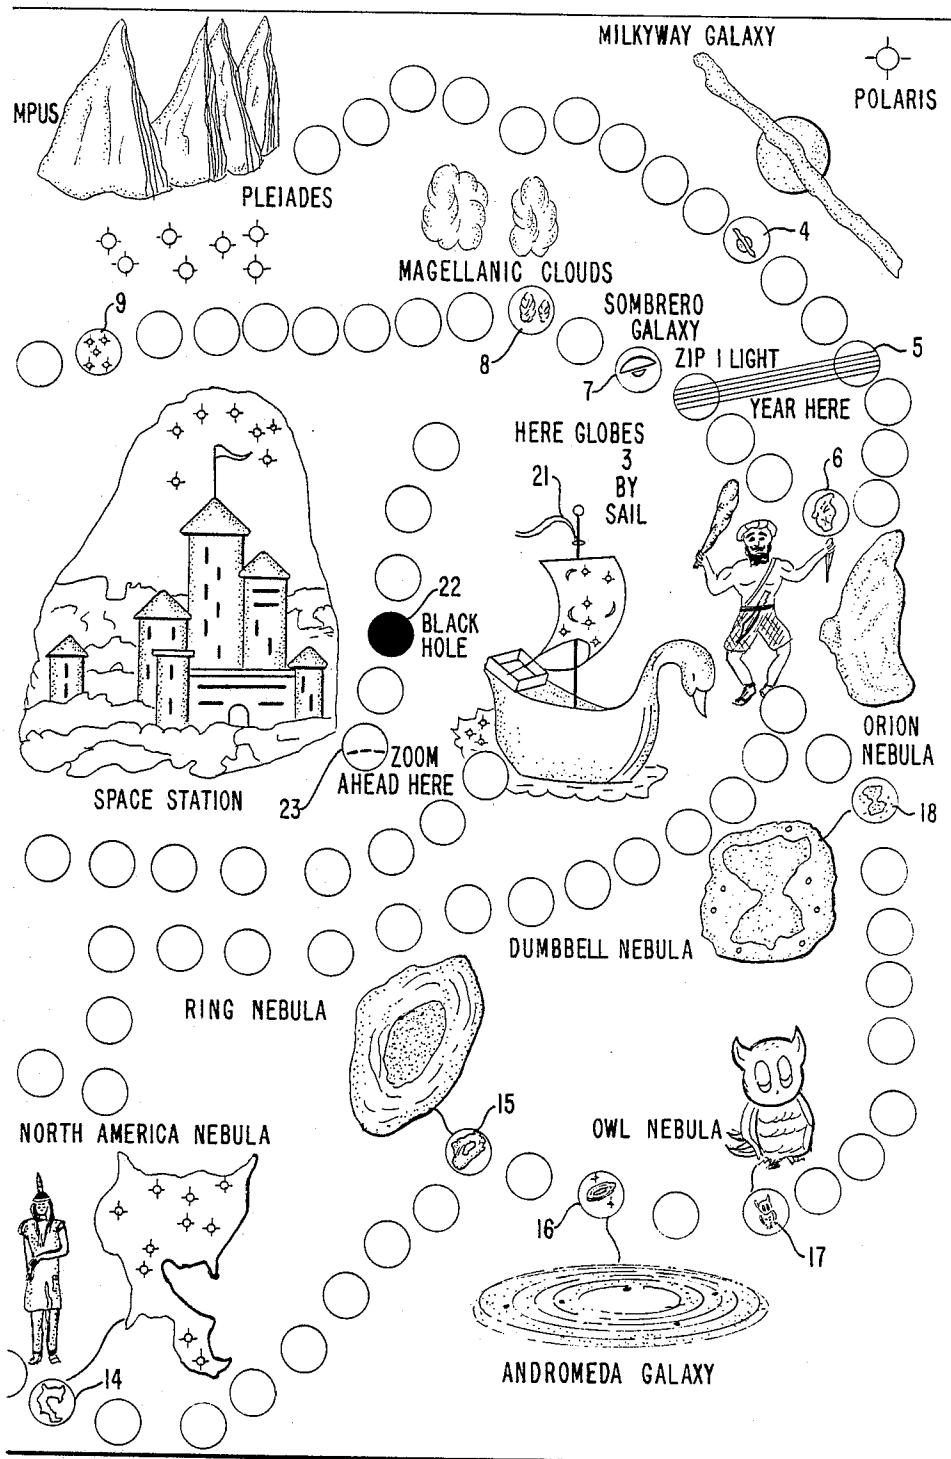 MILKYWAY GALAXY
POLARIS
MPUS
PLEIADES
4
MAGELLANIC CLOUDS
9
8
SOMBRERO
GALAXY
7
ZIP 1 LIGHT
5
YEAR HERE
HERE GLOBES
3
BY
SAIL
21
6
22
BLACK
HOLE
ORION
NEBULA
ZOOM
AHEAD HERE
23
SPACE STATION
18
DUMBBELL NEBULA
RING NEBULA
15
OWL NEBULA
NORTH AMERICA NEBULA
16
17
14
ANDROMEDA GALAXY